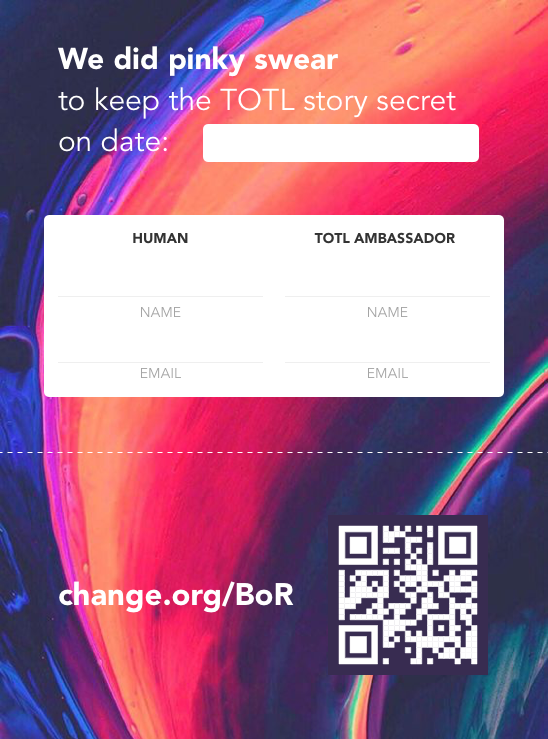 We did pinky swear
to keep the TOTL story secret
on date:
HUMAN TOTL AMBASSADOR
NAME NAME
EMAIL EMAIL
change.org/BoR